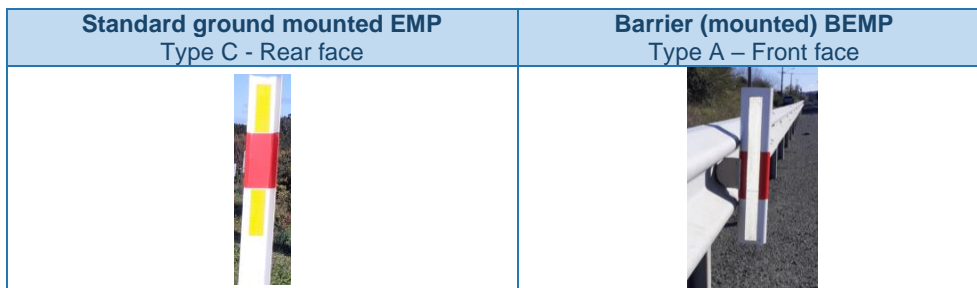 Standard ground mounted EMP
Type C - Rear face
Barrier (mounted) BEMP
Type A – Front face